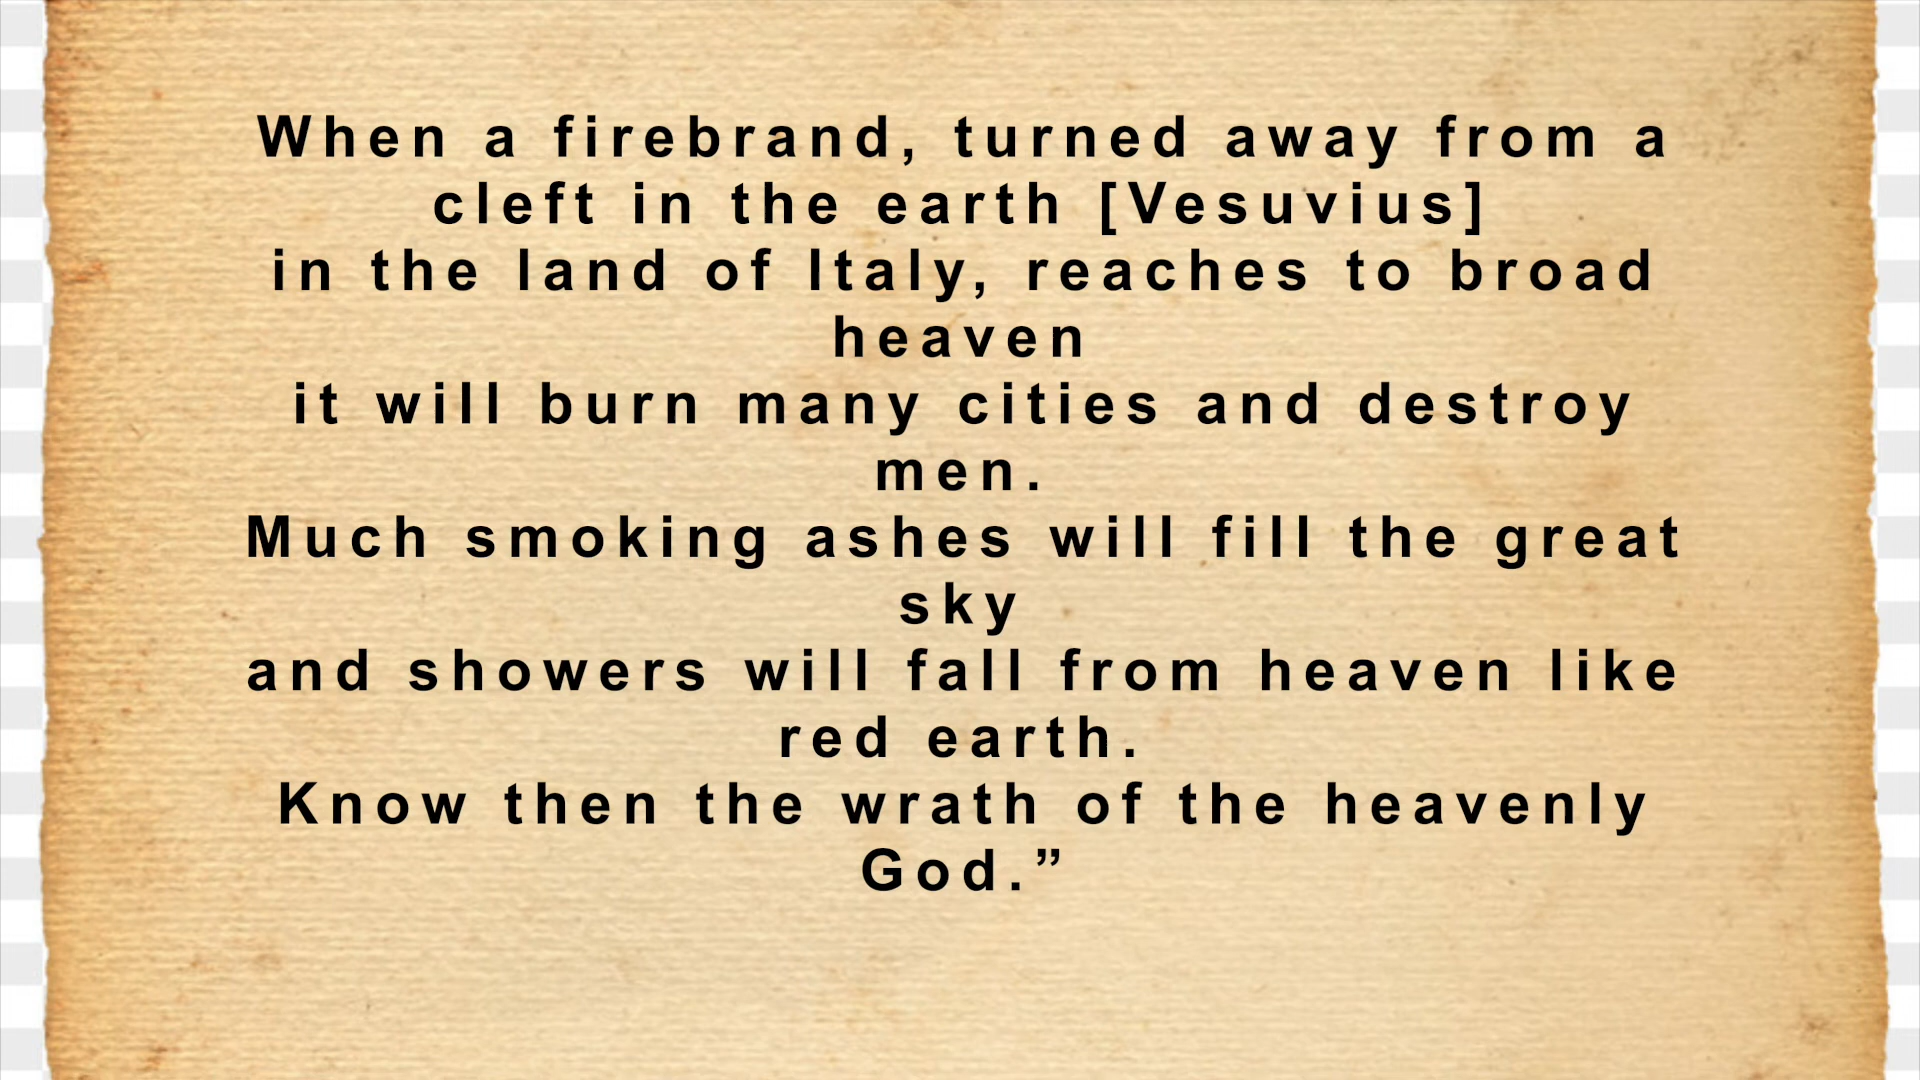 When a firebrand, turned away from a
cleft in the earth [Vesuvius]
in the land of Italy, reaches to broad
heaven
it will burn many cities and destroy
men.
Much smoking ashes will fill the great
sky
and showers will fall from heaven like
red earth.
Know then the wrath of the heavenly
God.”